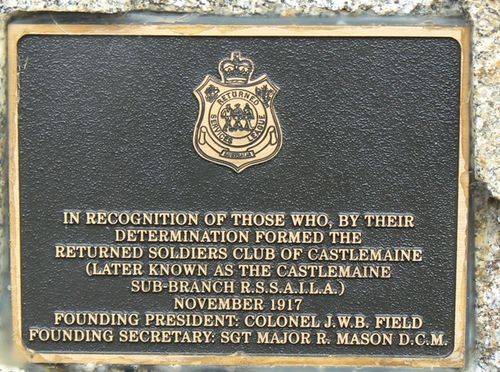 RETURNED
SERVICES LEAGUE
AUSTRALIA
IN RECOGNITION OF THOSE WHO, BY THEIR
DETERMINATION FORMED THE
RETURNED SOLDIERS CLUB OF CASTLEMAINE
(LATER KNOWN AS THE CASTLEMAINE
SUB-BRANCH R.S.S.A.I.L.A.)
NOVEMBER 1917
FOUNDING PRESIDENT: COLONEL J.W.B. FIELD
FOUNDING SECRETARY: SGT MAJOR R. MASON D.C.M.